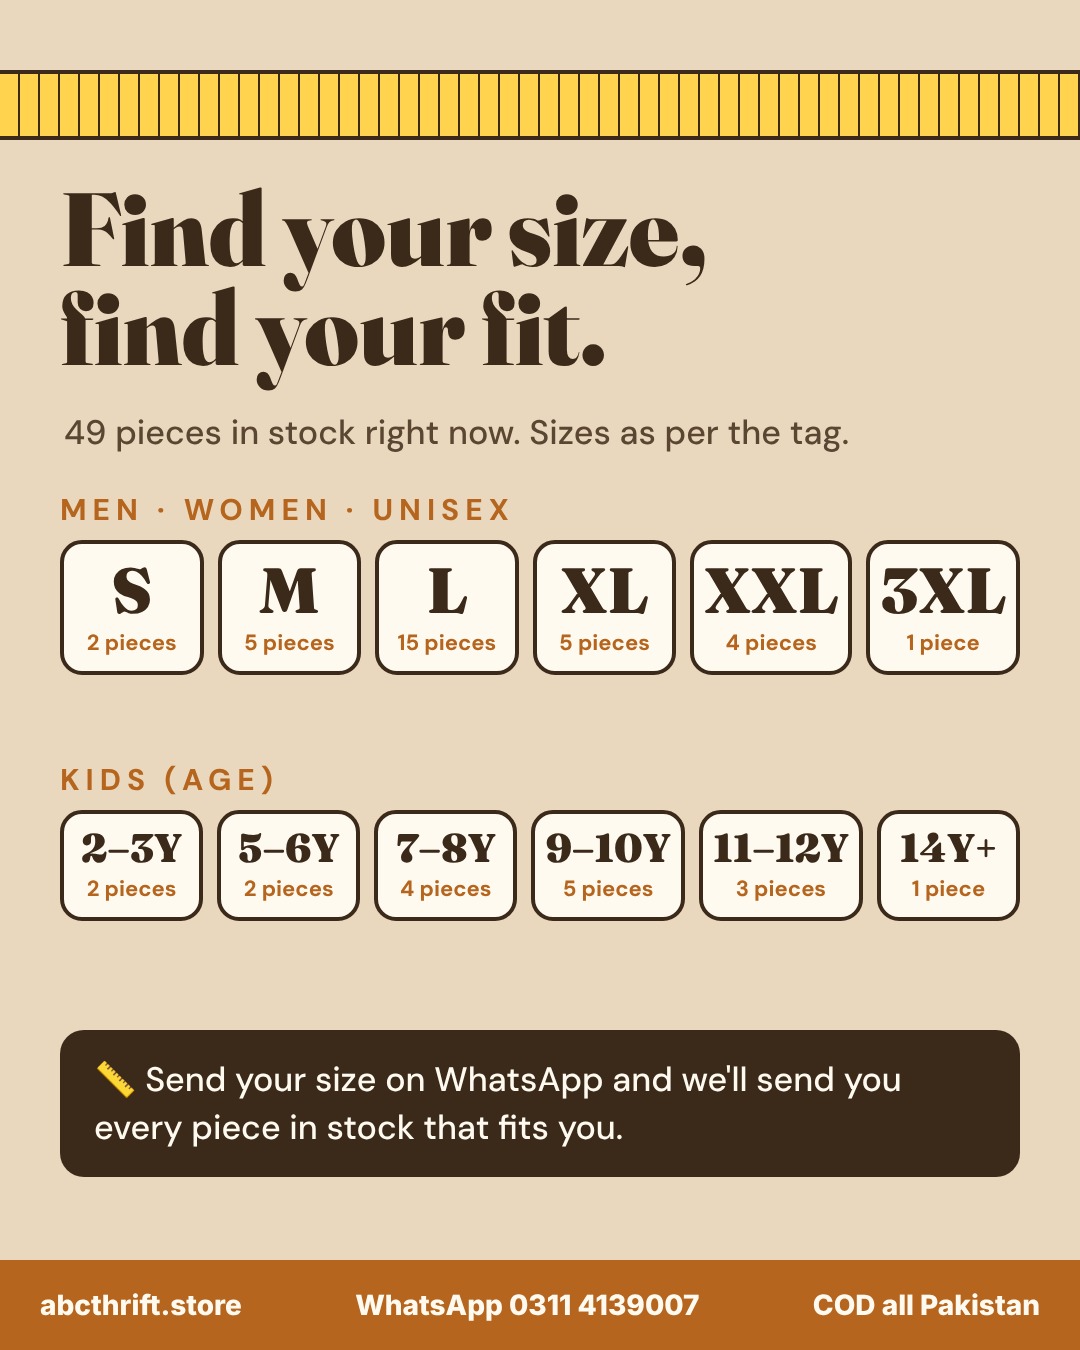 Find your size,
find your fit.
49 pieces in stock right now. Sizes as per the tag.
MEN · WOMEN · UNISEX
S M L XL XXL 3XL
2 pieces 5 pieces 15 pieces 5 pieces 4 pieces 1 piece
KIDS (AGE)
2–3Y 5–6Y 7–8Y 9–10Y 11–12Y 14Y+
2 pieces 2 pieces 4 pieces 5 pieces 3 pieces 1 piece
📏 Send your size on WhatsApp and we'll send you
every piece in stock that fits you.
abcthrift.store WhatsApp 0311 4139007 COD all Pakistan